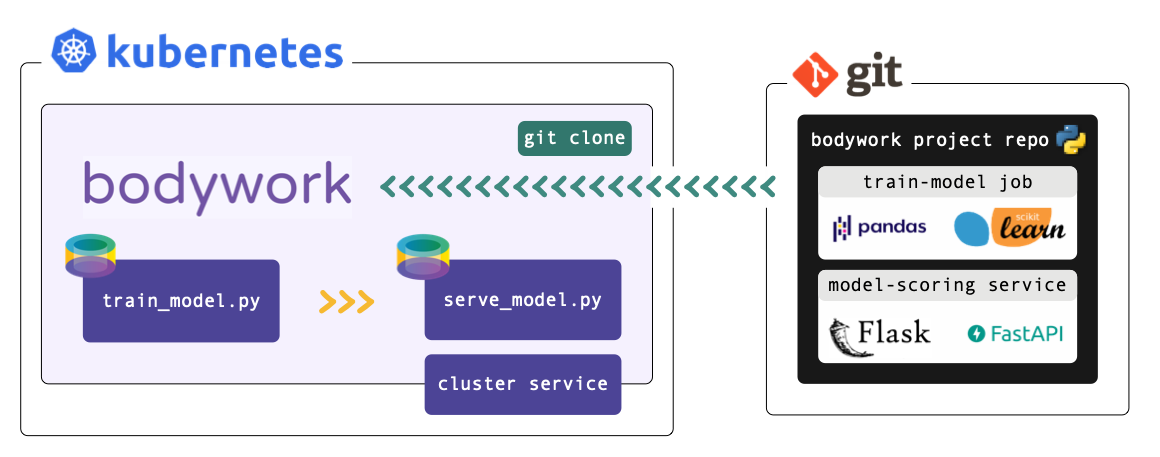 kubernetes
git clone
bodywork
train_model.py
serve_model.py
cluster service
git
bodywork project repo
train-model job
pandas
scikit
learn
model-scoring service
Flask
FastAPI